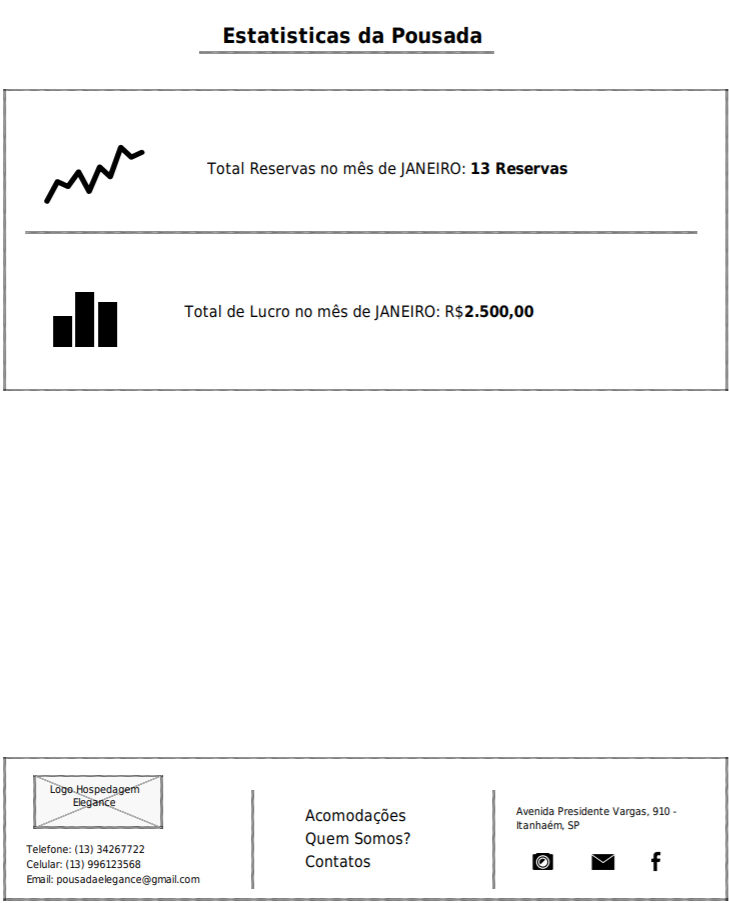 Estatisticas da Pousada
Total Reservas no mês de JANEIRO: 13 Reservas
Total de Lucro no mês de JANEIRO: R$2.500,00
Logo Hospedagem
Elegance
Telefone: (13) 34267722
Celular: (13) 996123568
Email: pousadaelegance@gmail.com
Acomodações
Quem Somos?
Contatos
Avenida Presidente Vargas, 910 -
Itanhaém, SP